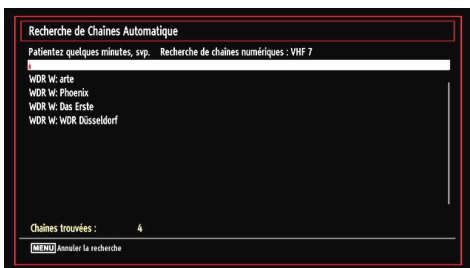 Recherche de Chaînes Automatique
Patientez quelques minutes, svp. Recherche de chaînes numériques : VHF 7
WDR W: arte
WDR W: Phoenix
WDR W: Das Erste
WDR W: WDR Düsseldorf
Chaînes trouvées : 4
MENU Annuler la recherche